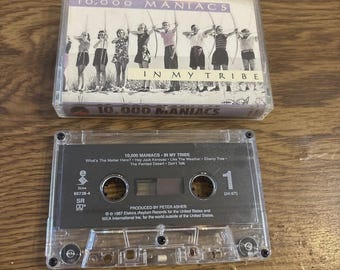 10,000 MANIACS
IN MY TRIBE
10,000 MANIACS
10,000 MANIACS • IN MY TRIBE
What's The Matter Here? • Hey Jack Kerouac • Like The Weather • Cherry Tree •
The Painted Desert • Don't Talk
60738-4
SR
1
PRODUCED BY PETER ASHER
℗ © 1987 Elektra/Asylum Records for the United States and
WEA International Inc. for the world outside of the United States.